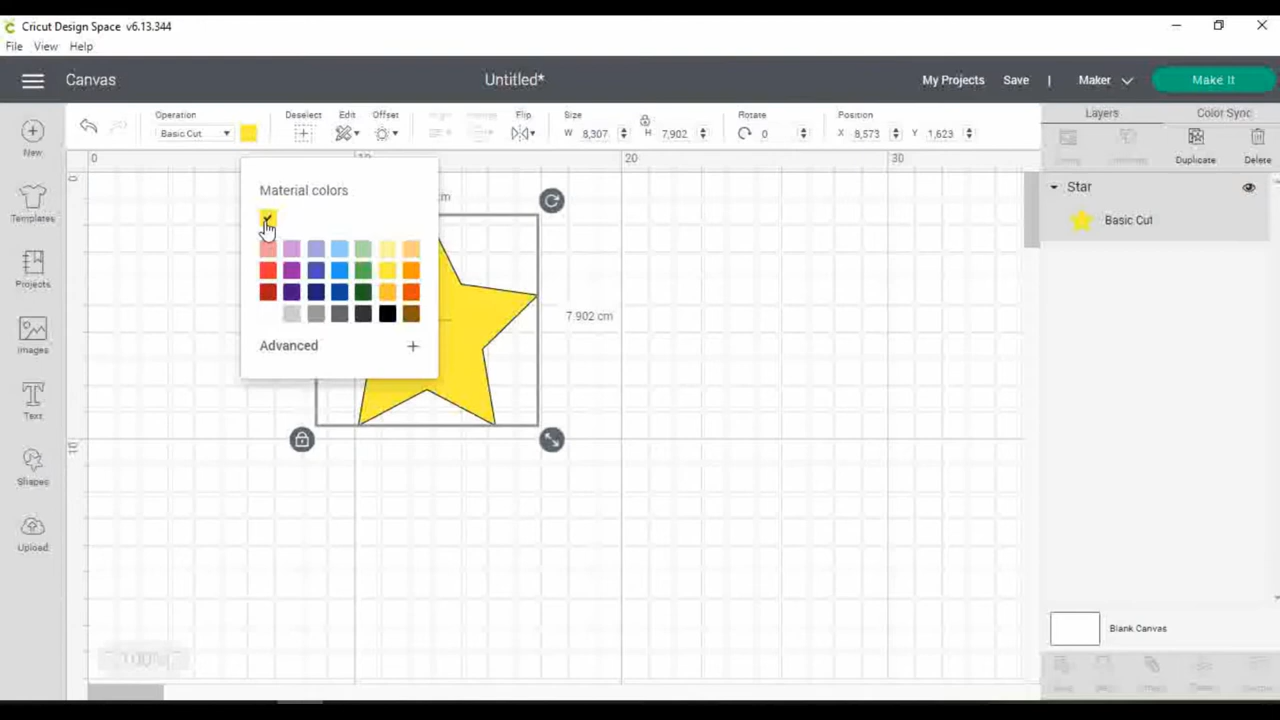 Cricut Design Space v6.13.344
File View Help
Canvas
Untitled*
My Projects Save | Maker
Make It
Operation
Basic Cut
Deselect
Edit
Offset
Flip
Size
W 8,307
H 7,902
Rotate
0
Position
X 8,573
Y 1,623
Layers
Color Sync
Duplicate
Delete
New
Templates
Projects
Images
Text
Shapes
Upload
0
20
30
0
10
Material colors
Advanced +
cm
7.902 cm
Star
Basic Cut
Blank Canvas
100%